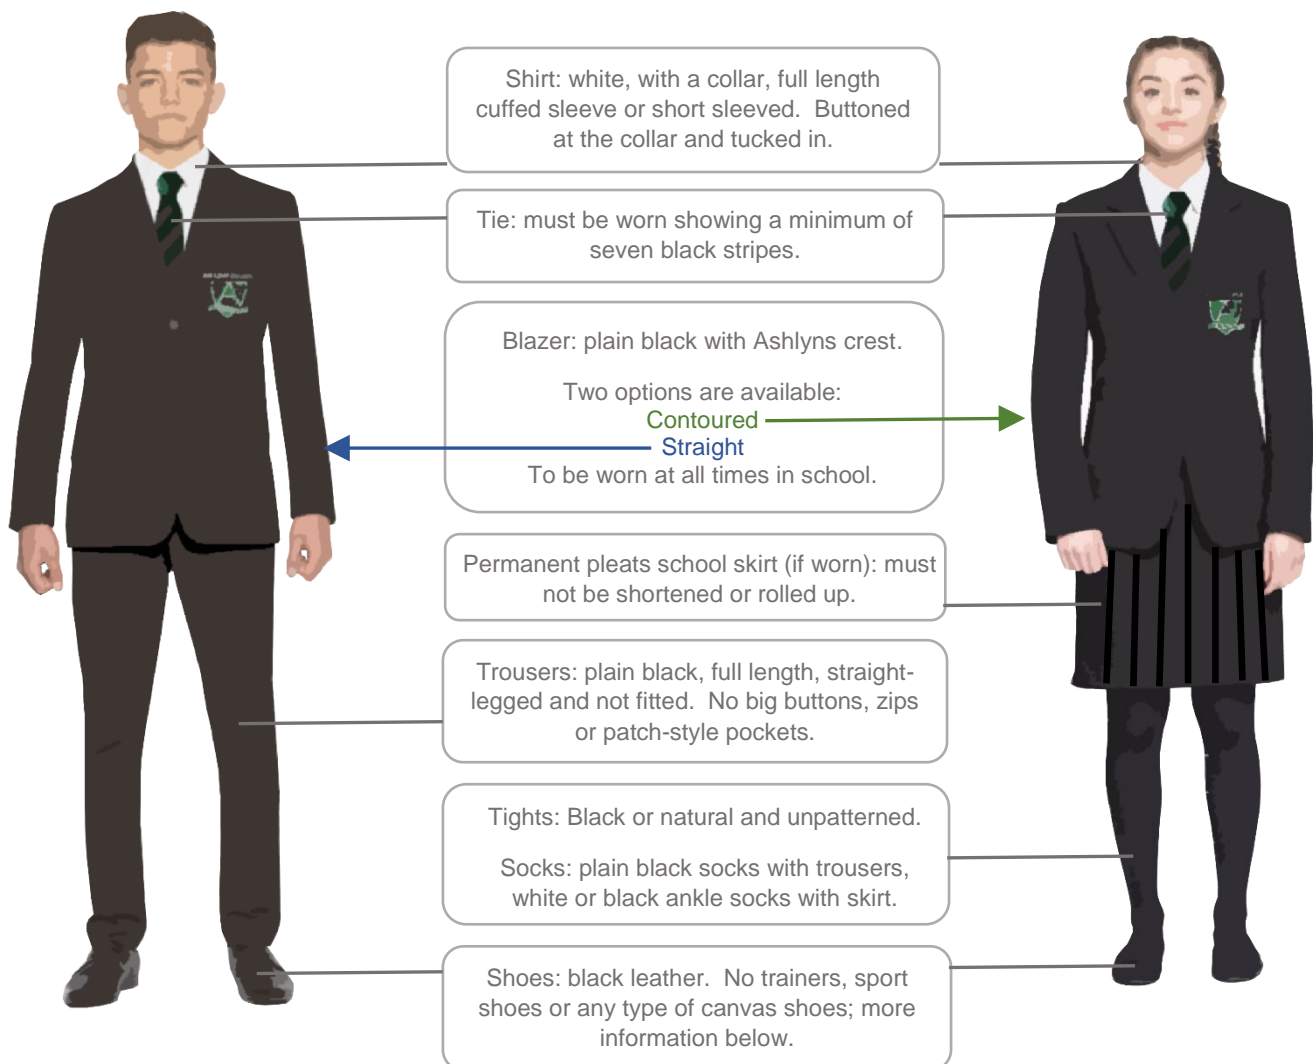 Shirt: white, with a collar, full length
cuffed sleeve or short sleeved.  Buttoned
at the collar and tucked in.
Tie: must be worn showing a minimum of
seven black stripes.
Blazer: plain black with Ashlyns crest.
Two options are available:
Contoured
Straight
To be worn at all times in school.
Permanent pleats school skirt (if worn): must
not be shortened or rolled up.
Trousers: plain black, full length, straight-
legged and not fitted.  No big buttons, zips
or patch-style pockets.
Tights: Black or natural and unpatterned.
Socks: plain black socks with trousers,
white or black ankle socks with skirt.
Shoes: black leather.  No trainers, sport
shoes or any type of canvas shoes; more
information below.